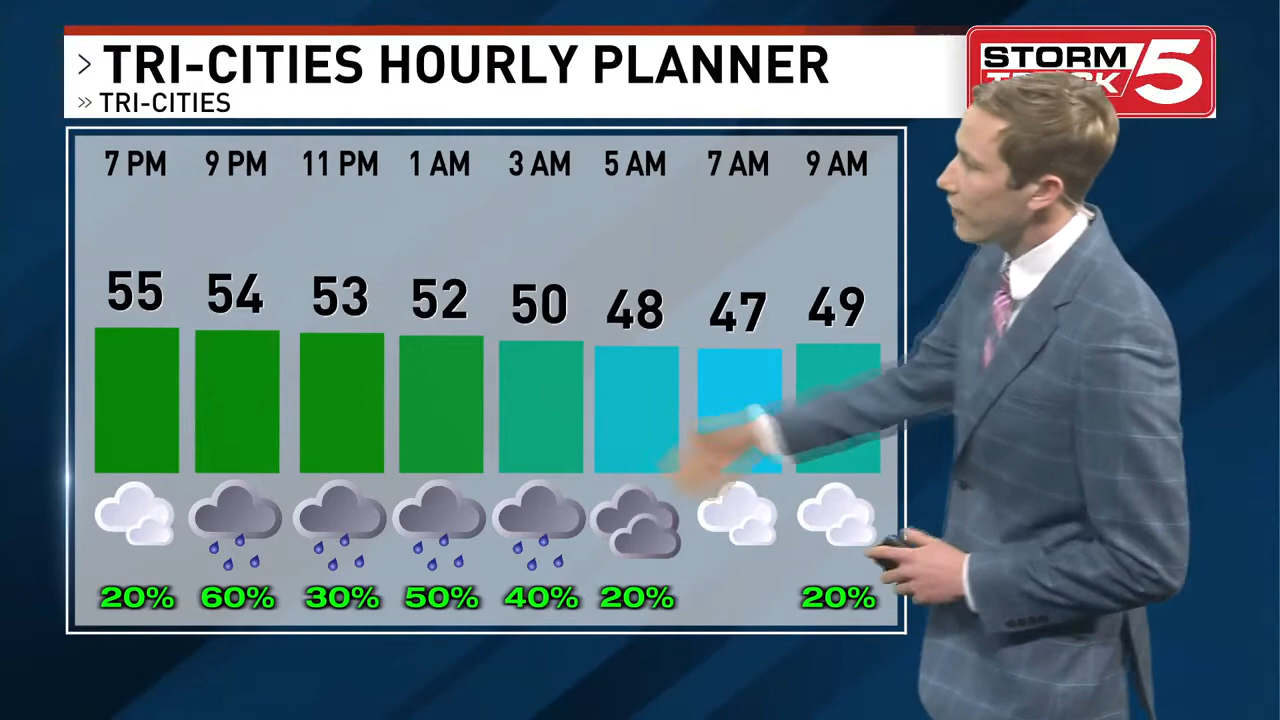 > TRI-CITIES HOURLY PLANNER
» TRI-CITIES
STORM
5
7 PM 9 PM 11 PM 1 AM 3 AM 5 AM 7 AM 9 AM
55 54 53 52 50 48 47 49
20% 60% 30% 50% 40% 20% 20%